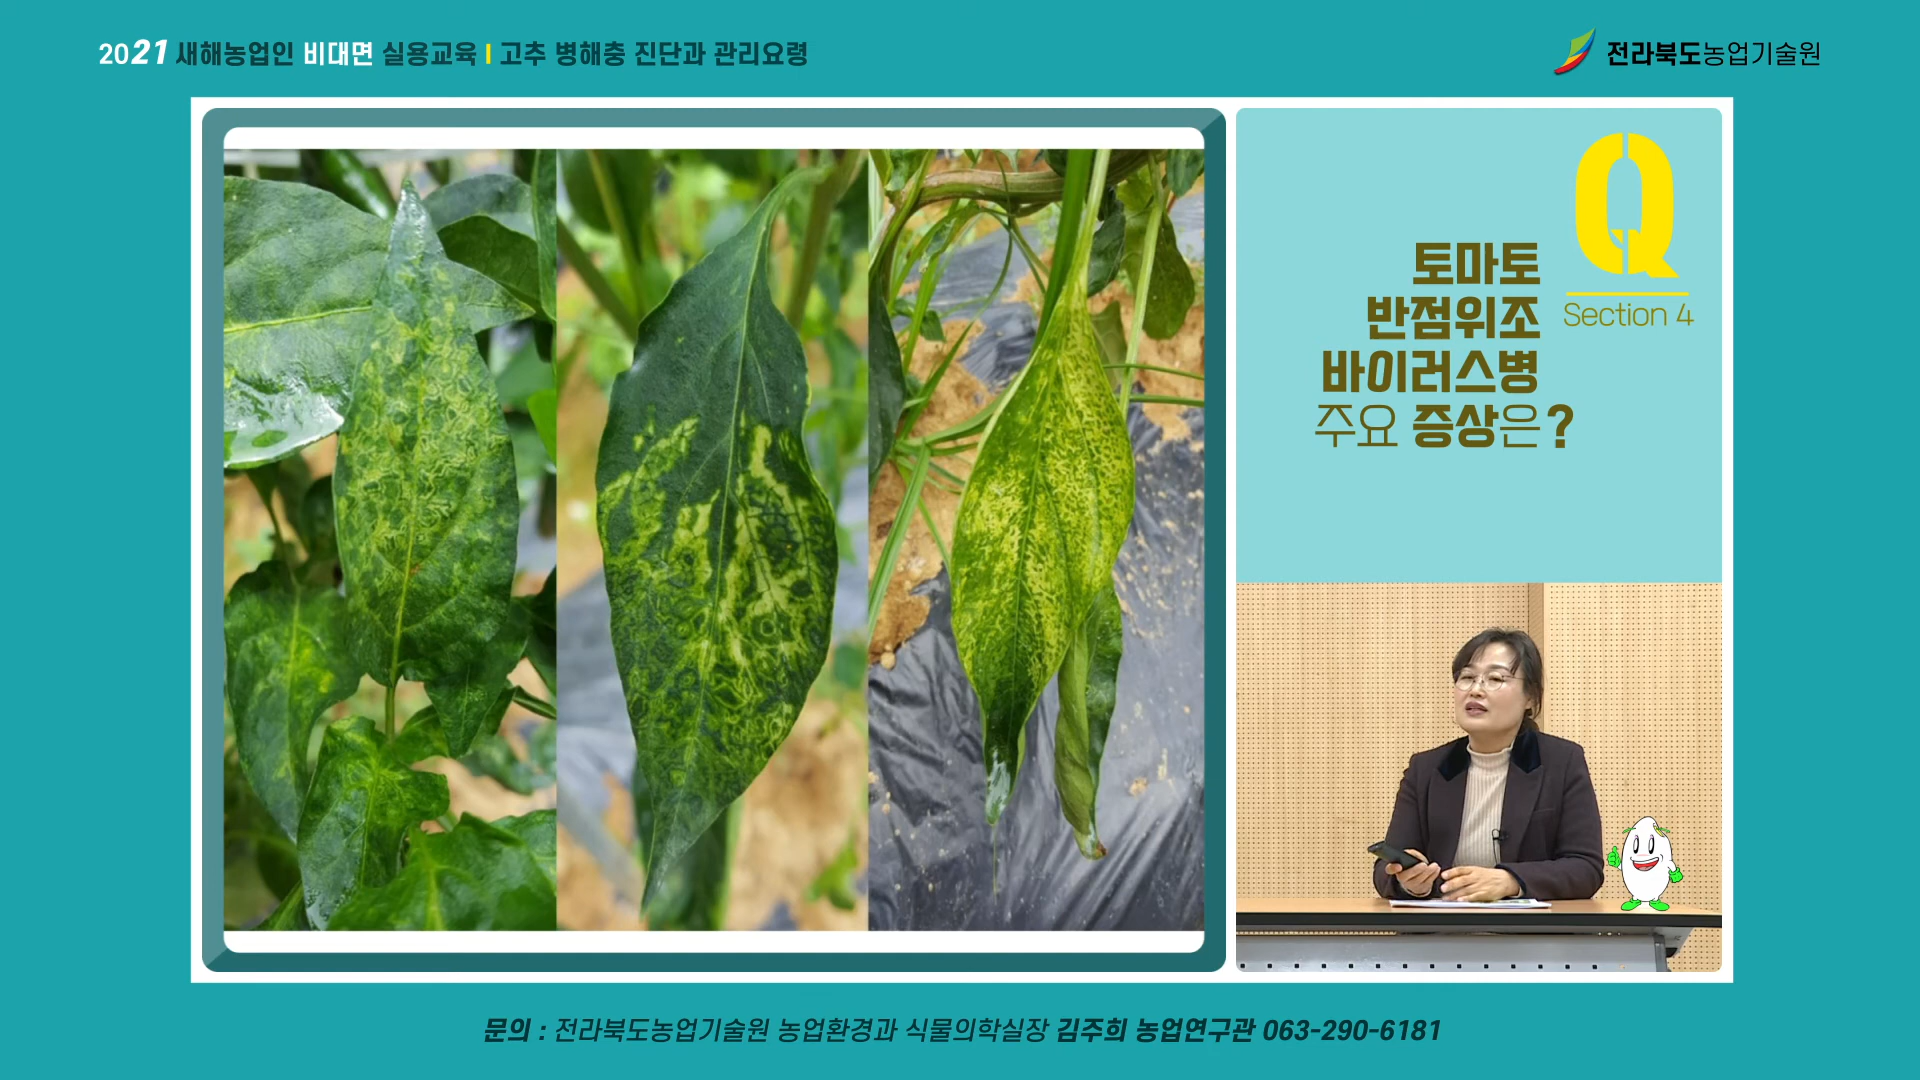 2021 새해농업인 비대면 실용교육 I 고추 병해충 진단과 관리요령
전라북도농업기술원
Q
Section 4
토마토
반점위조
바이러스병
주요 증상은?
문의 : 전라북도농업기술원 농업환경과 식물의학실장 김주희 농업연구관 063-290-6181